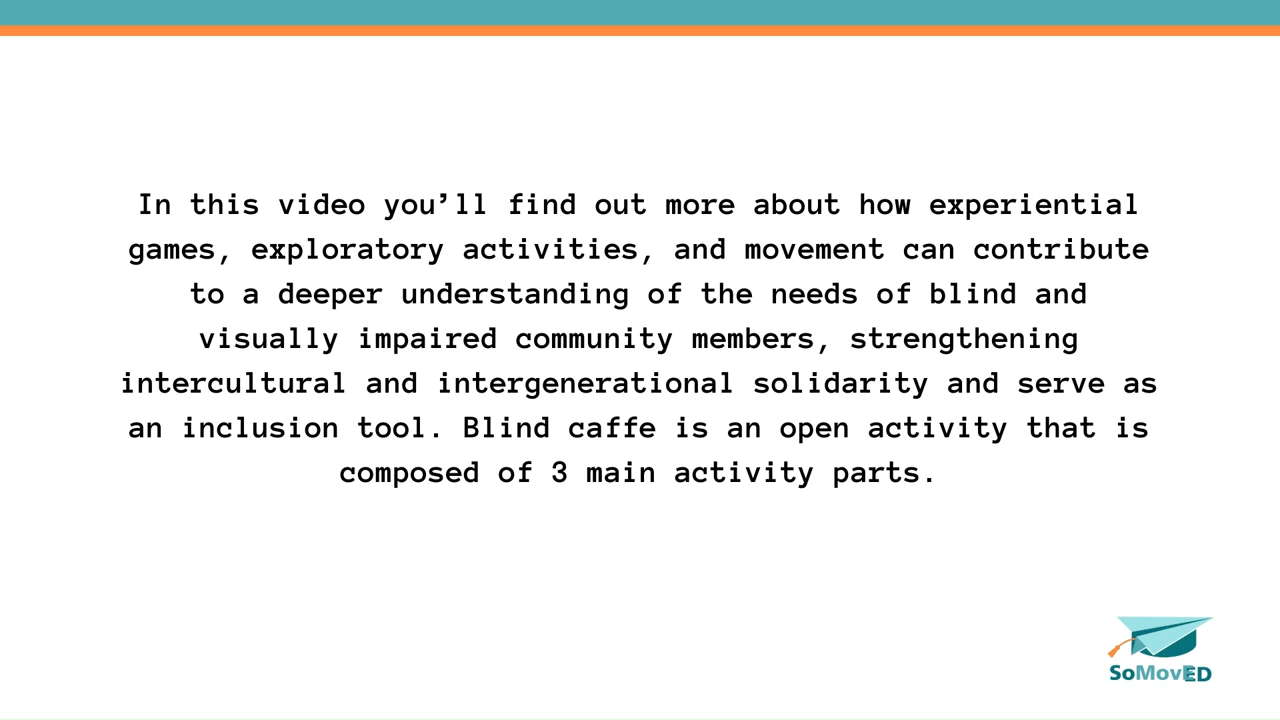 In this video you’ll find out more about how experiential
games, exploratory activities, and movement can contribute
to a deeper understanding of the needs of blind and
visually impaired community members, strengthening
intercultural and intergenerational solidarity and serve as
an inclusion tool. Blind caffe is an open activity that is
composed of 3 main activity parts.
SoMovED